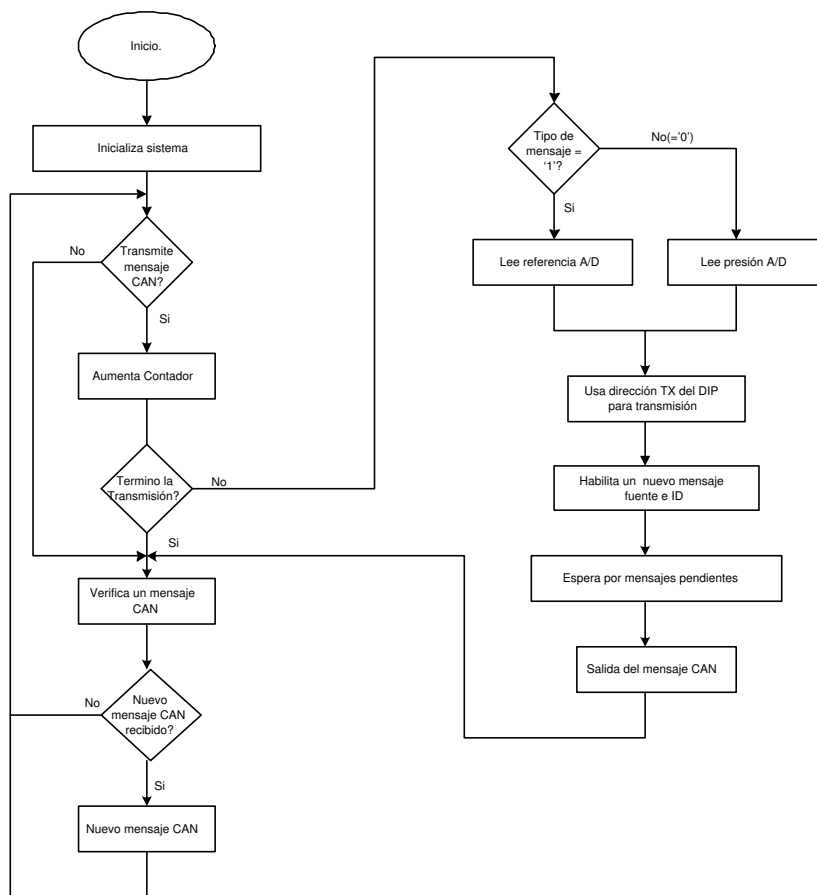 Inicio.
Inicializa sistema
Transmite
mensaje
CAN?
No
Si
Aumenta Contador
Termino la
Transmisión?
No
Si
Verifica un mensaje
CAN
Nuevo
mensaje CAN
recibido?
No
Si
Nuevo mensaje CAN
Tipo de
mensaje =
'1'?
No(='0')
Si
Lee referencia A/D
Lee presión A/D
Usa dirección TX del DIP
para transmisión
Habilita un nuevo mensaje
fuente e ID
Espera por mensajes pendientes
Salida del mensaje CAN